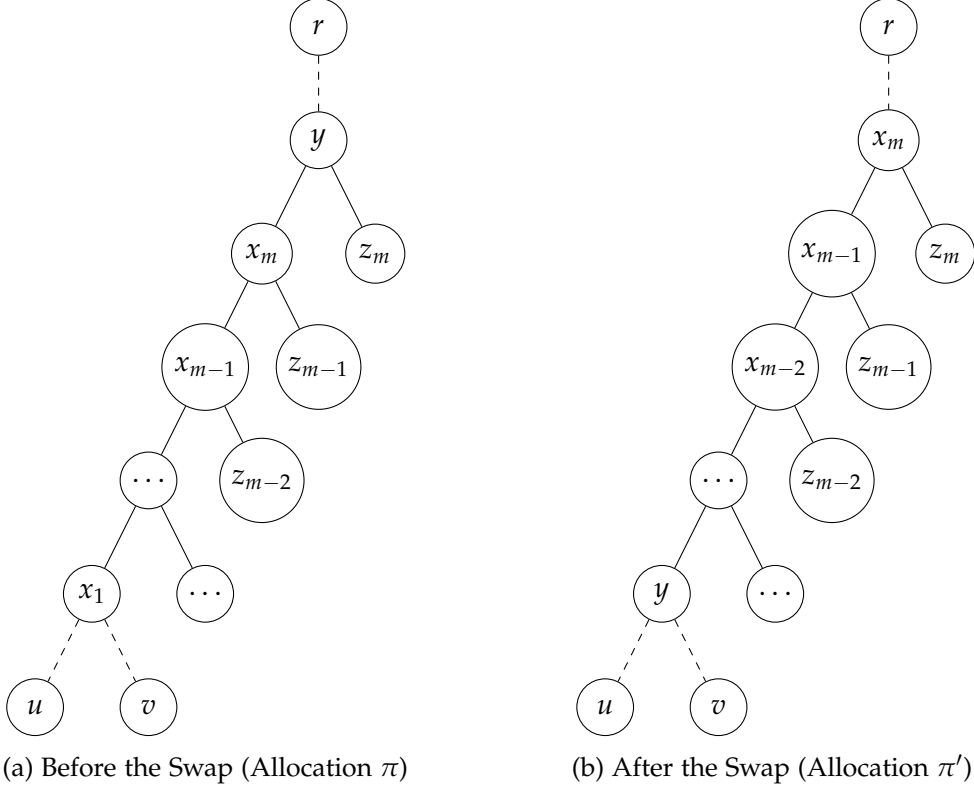 r
y
x_m
z_m
x_{m−1}
z_{m−1}
···
z_{m−2}
x_1
···
u
v
(a) Before the Swap (Allocation π)
r
x_m
x_{m−1}
z_m
x_{m−2}
z_{m−1}
···
z_{m−2}
y
···
u
v
(b) After the Swap (Allocation π′)